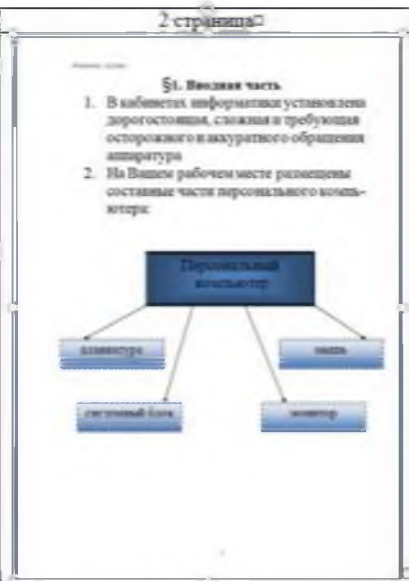 2 страница
§1. Вводная часть
1. В кабинетах информатики установлена
дорогостоящая, сложная и требующая
осторожного и аккуратного обращения
аппаратура
2. На Вашем рабочем месте размещены
составные части персонального компь-
ютера:
Персональный
компьютер
клавиатура
мышь
системный блок
монитор